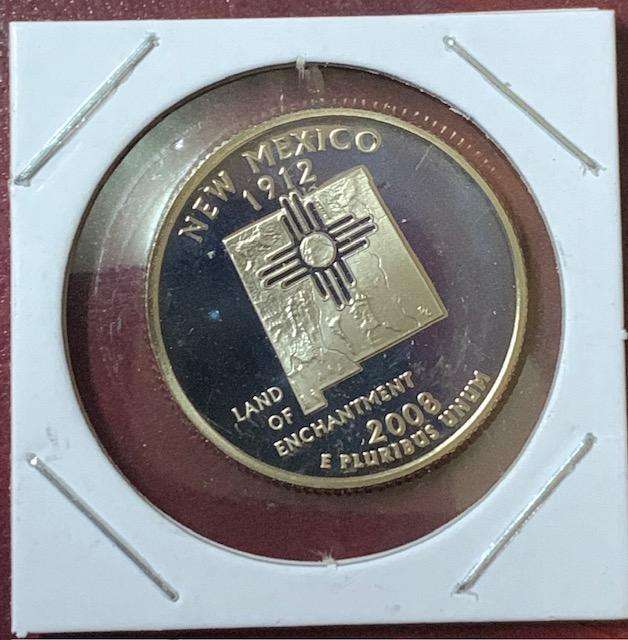 NEW MEXICO
1912
LAND
OF
ENCHANTMENT
2008
E PLURIBUS UNUM